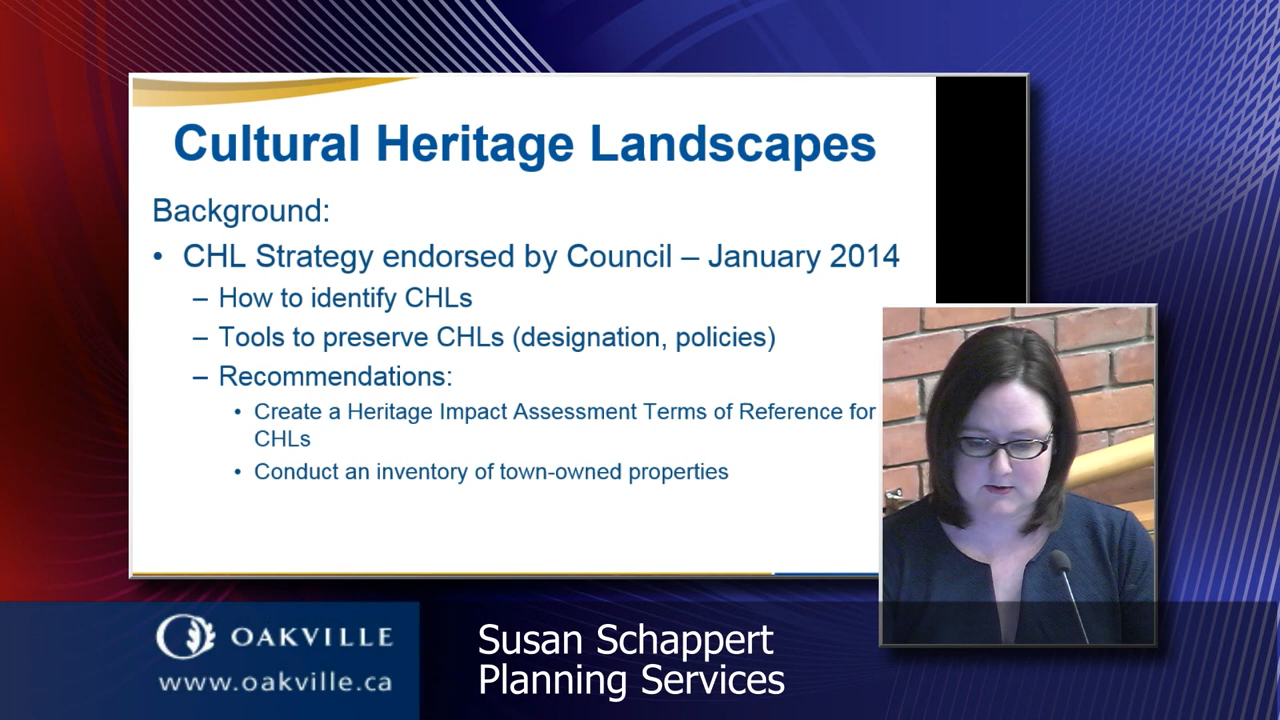 Cultural Heritage Landscapes
Background:
• CHL Strategy endorsed by Council – January 2014
– How to identify CHLs
– Tools to preserve CHLs (designation, policies)
– Recommendations:
• Create a Heritage Impact Assessment Terms of Reference for
CHLs
• Conduct an inventory of town-owned properties
OAKVILLE
www.oakville.ca
Susan Schappert
Planning Services